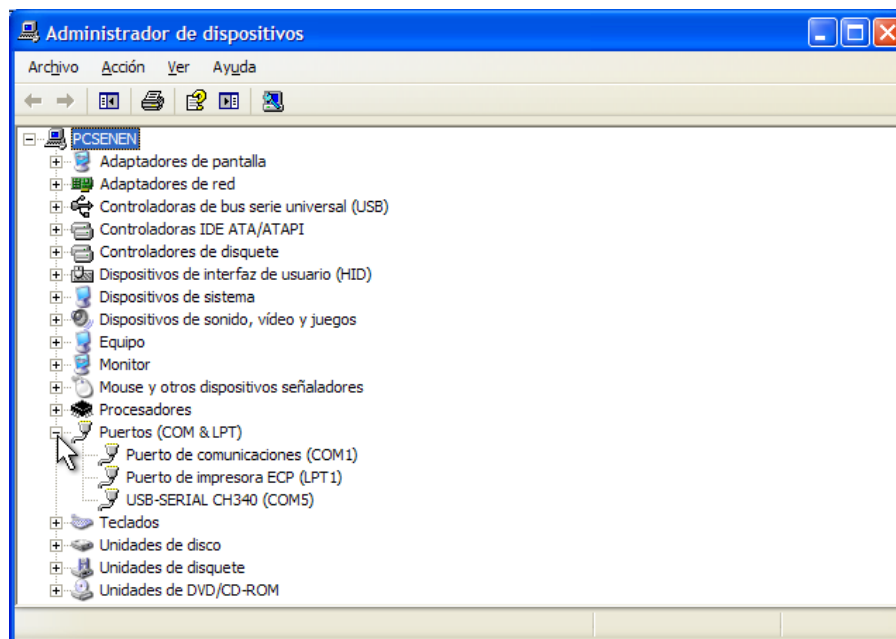 Administrador de dispositivos
Archivo Acción Ver Ayuda
PCSENEN
Adaptadores de pantalla
Adaptadores de red
Controladoras de bus serie universal (USB)
Controladoras IDE ATA/ATAPI
Controladores de disquete
Dispositivos de interfaz de usuario (HID)
Dispositivos de sistema
Dispositivos de sonido, vídeo y juegos
Equipo
Monitor
Mouse y otros dispositivos señaladores
Procesadores
Puertos (COM & LPT)
Puerto de comunicaciones (COM1)
Puerto de impresora ECP (LPT1)
USB-SERIAL CH340 (COM5)
Teclados
Unidades de disco
Unidades de disquete
Unidades de DVD/CD-ROM